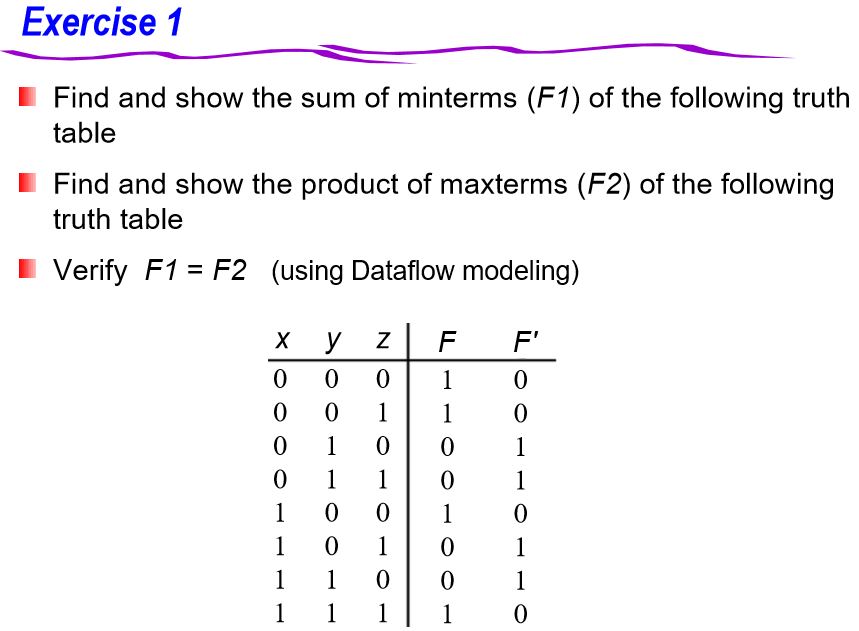 Exercise 1
Find and show the sum of minterms (F1) of the following truth
table
Find and show the product of maxterms (F2) of the following
truth table
Verify F1 = F2 (using Dataflow modeling)
x y z F F'
0 0 0 1 0
0 0 1 1 0
0 1 0 0 1
0 1 1 0 1
1 0 0 1 0
1 0 1 0 1
1 1 0 0 1
1 1 1 1 0